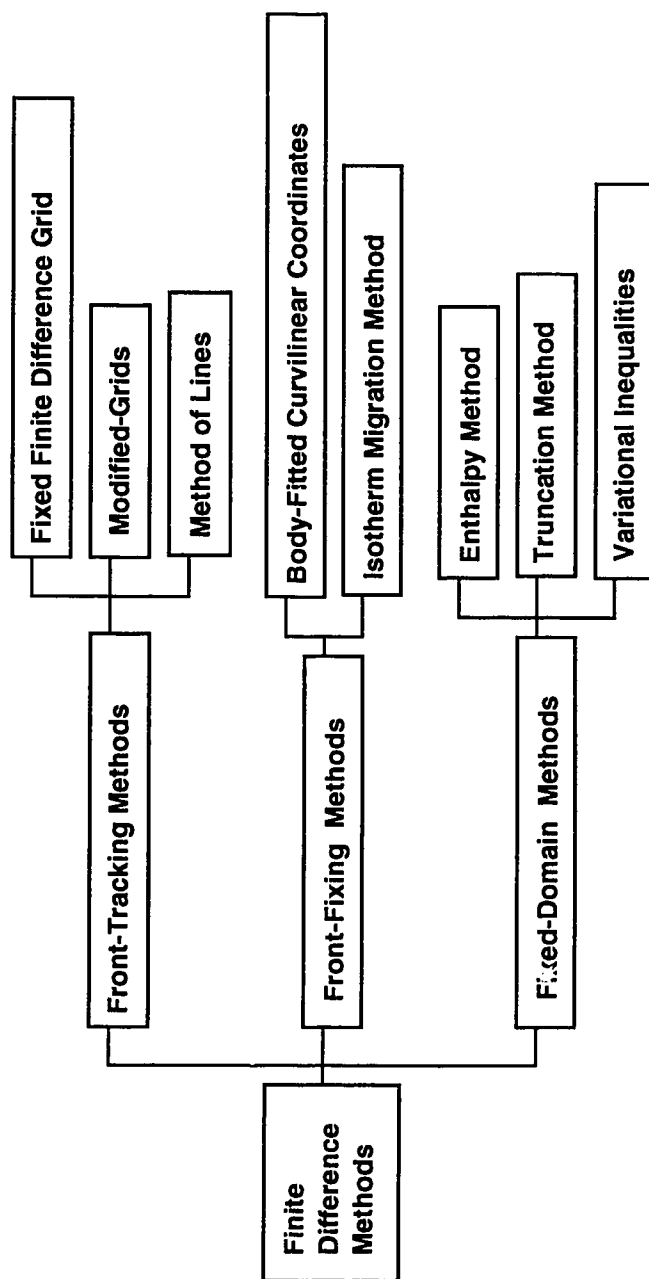 Finite
Difference
Methods
Front-Tracking Methods
Fixed Finite Difference Grid
Modified-Grids
Method of Lines
Front-Fixing Methods
Body-Fitted Curvilinear Coordinates
Isotherm Migration Method
Fixed-Domain Methods
Enthalpy Method
Truncation Method
Variational Inequalities